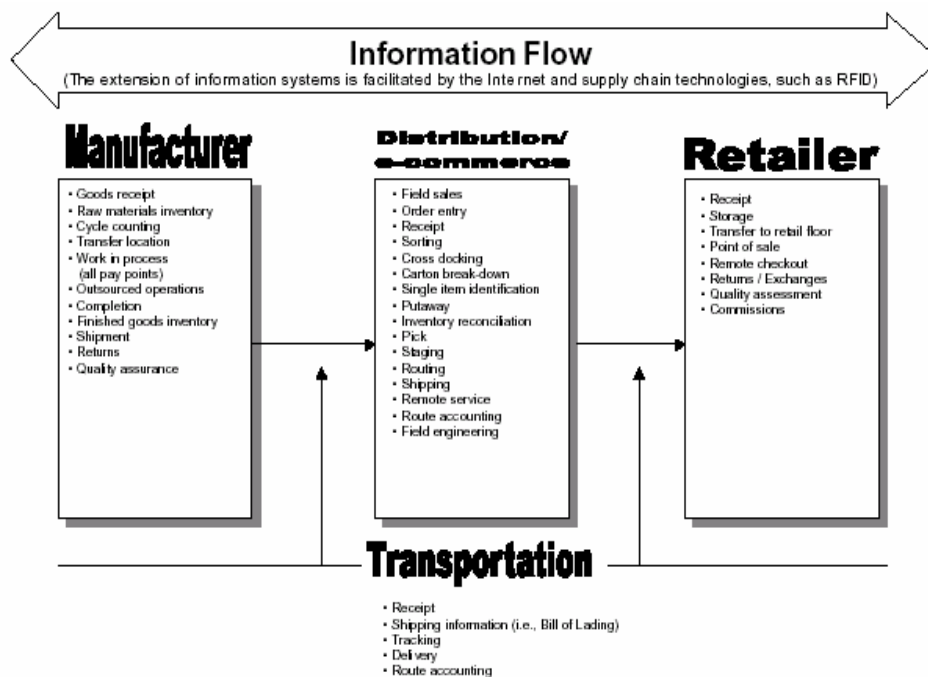 Information Flow
(The extension of information systems is facilitated by the Internet and supply chain technologies, such as RFID)
Manufacturer
• Goods receipt
• Raw materials inventory
• Cycle counting
• Transfer location
• Work in process
(all pay points)
• Outsourced operations
• Completion
• Finished goods inventory
• Shipment
• Returns
• Quality assurance
Distribution/
e-commerce
• Field sales
• Order entry
• Receipt
• Sorting
• Cross docking
• Carton break-down
• Single item identification
• Putaway
• Inventory reconciliation
• Pick
• Staging
• Routing
• Shipping
• Remote service
• Route accounting
• Field engineering
Retailer
• Receipt
• Storage
• Transfer to retail floor
• Point of sale
• Remote checkout
• Returns / Exchanges
• Quality assessment
• Commissions
Transportation
• Receipt
• Shipping information (i.e., Bill of Lading)
• Tracking
• Delivery
• Route accounting